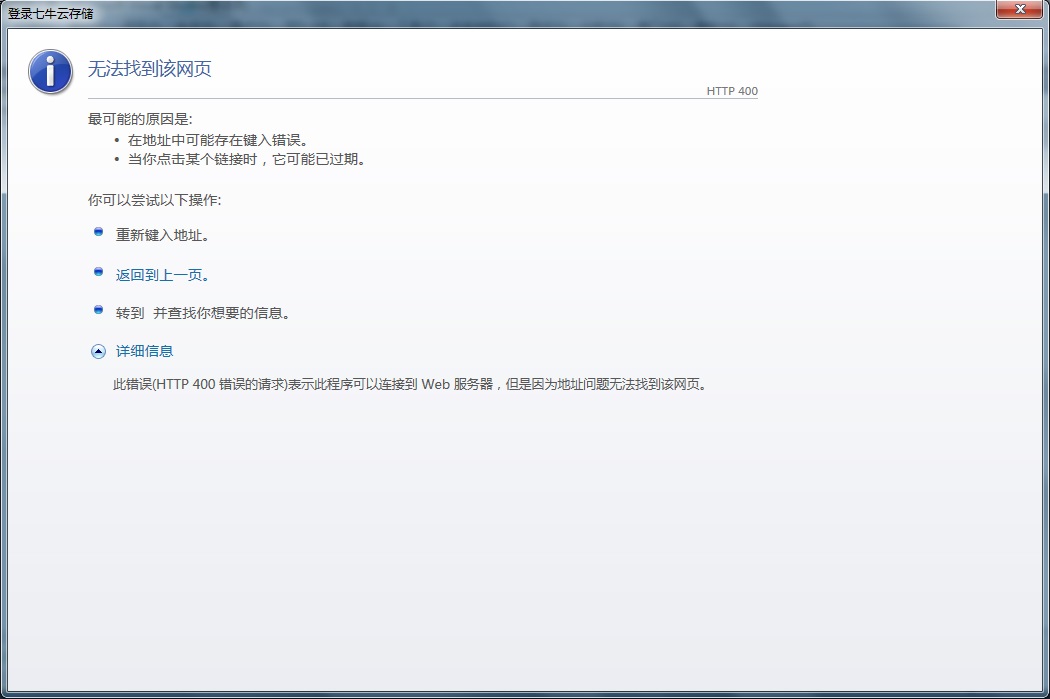 登录七牛云存储
无法找到该网页
HTTP 400
最可能的原因是:
• 在地址中可能存在键入错误。
• 当你点击某个链接时，它可能已过期。
你可以尝试以下操作:
重新键入地址。
返回到上一页。
转到 并查找你想要的信息。
详细信息
此错误(HTTP 400 错误的请求)表示此程序可以连接到 Web 服务器，但是因为地址问题无法找到该网页。